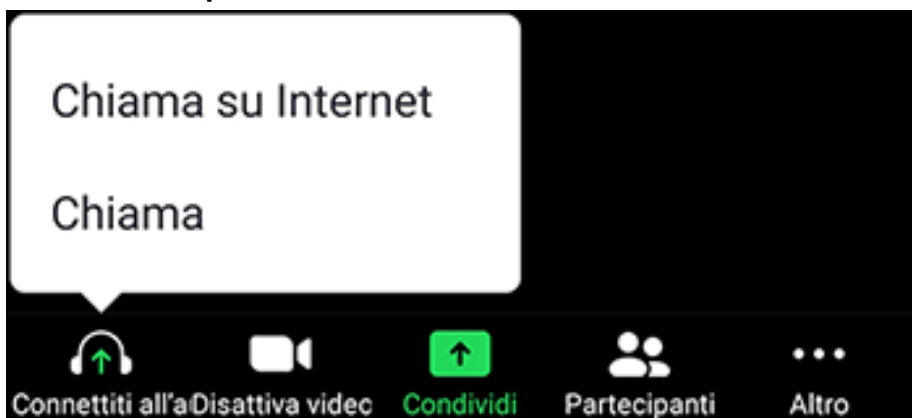 Chiama su Internet
Chiama
Connettiti all'a
Disattiva videc
Condividi
Partecipanti
Altro